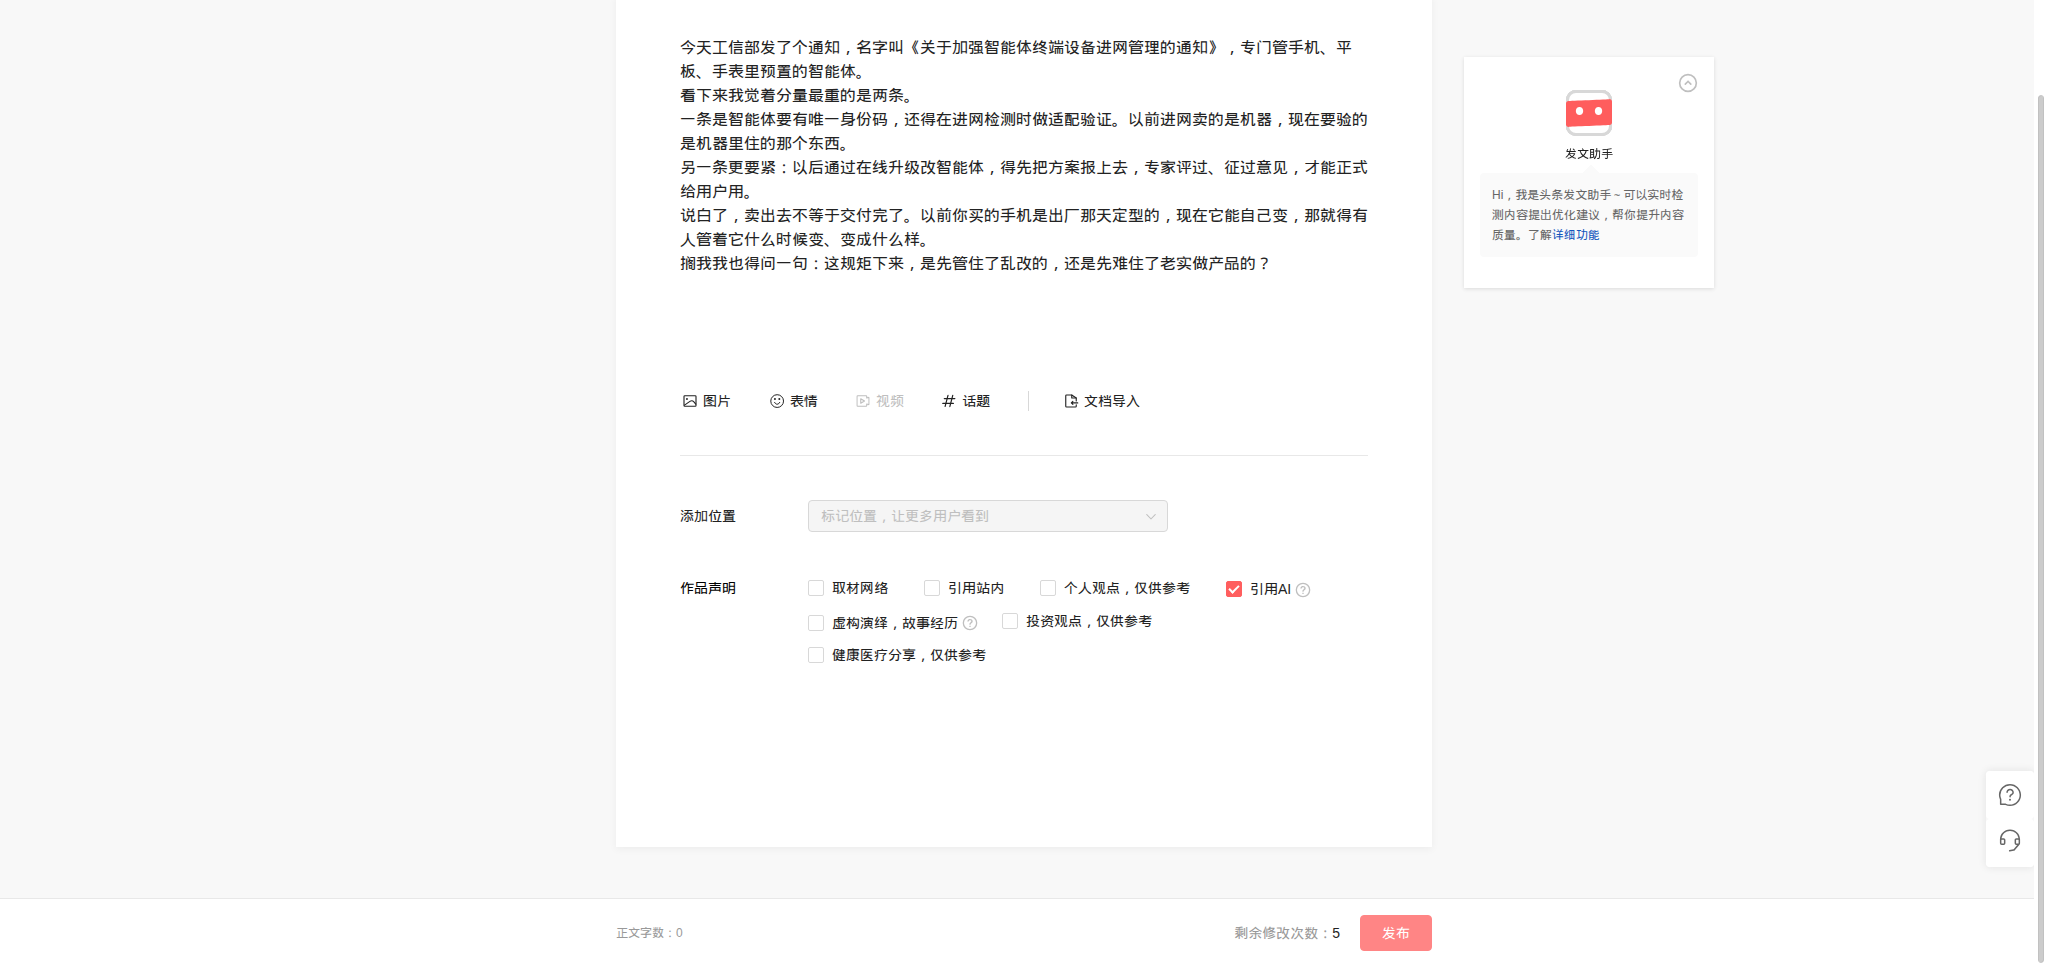 今天工信部发了个通知，名字叫《关于加强智能体终端设备进网管理的通知》，专门管手机、平
板、手表里预置的智能体。
看下来我觉着分量最重的是两条。
一条是智能体要有唯一身份码，还得在进网检测时做适配验证。以前进网卖的是机器，现在要验的
是机器里住的那个东西。
另一条更要紧：以后通过在线升级改智能体，得先把方案报上去，专家评过、征过意见，才能正式
给用户用。
说白了，卖出去不等于交付完了。以前你买的手机是出厂那天定型的，现在它能自己变，那就得有
人管着它什么时候变、变成什么样。
搁我我也得问一句：这规矩下来，是先管住了乱改的，还是先难住了老实做产品的？
发文助手
Hi，我是头条发文助手~可以实时检
测内容提出优化建议，帮你提升内容
质量。了解详细功能
图片 表情 视频 # 话题 文档导入
添加位置 标记位置，让更多用户看到
作品声明 取材网络 引用站内 个人观点，仅供参考 引用AI
虚构演绎，故事经历 投资观点，仅供参考
健康医疗分享，仅供参考
正文字数：0 剩余修改次数：5 发布